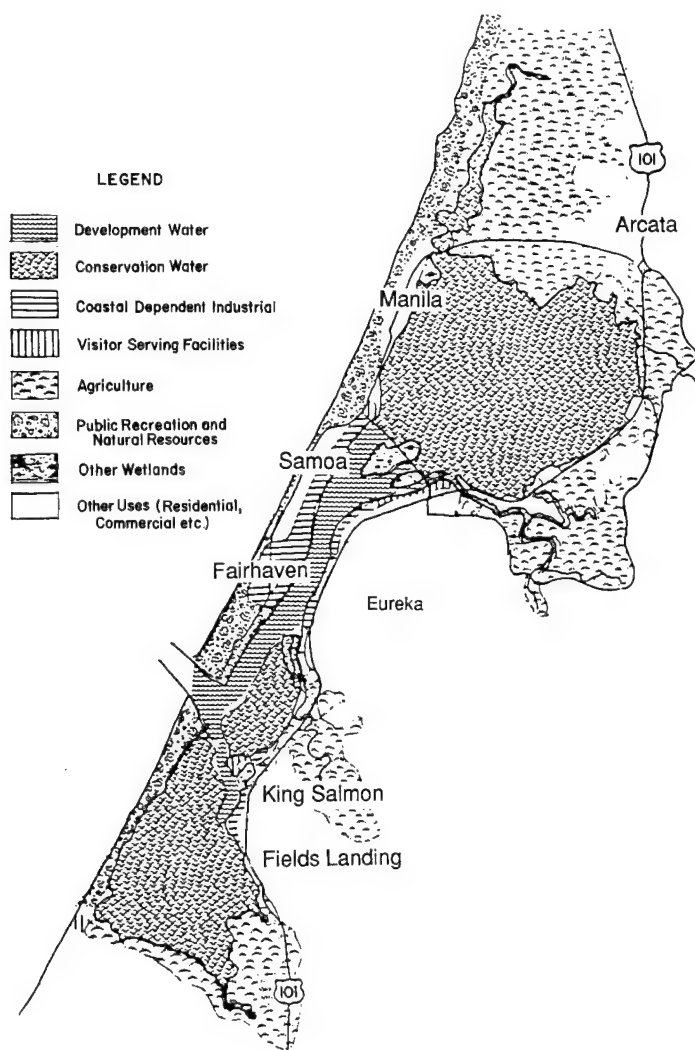 LEGEND
Development Water
Conservation Water
Coastal Dependent Industrial
Visitor Serving Facilities
Agriculture
Public Recreation and
Natural Resources
Other Wetlands
Other Uses (Residential,
Commercial etc.)
101
Arcata
Manila
Samoa
Fairhaven
Eureka
King Salmon
Fields Landing
101